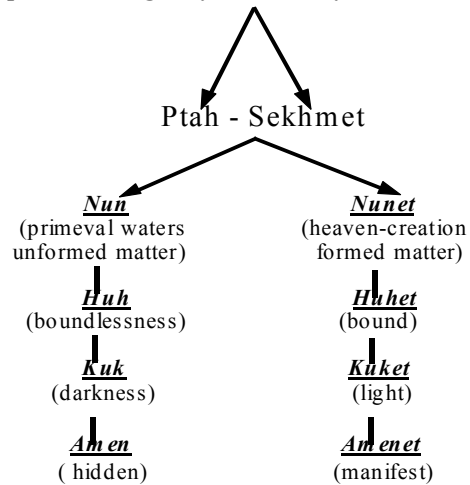 Ptah - Sekhmet
Nun
(primeval waters
unformed matter)
Nunet
(heaven-creation
formed matter)
Huh
(boundlessness)
Huhet
(bound)
Kuk
(darkness)
Kuket
(light)
Amen
( hidden)
Amenet
(manifest)